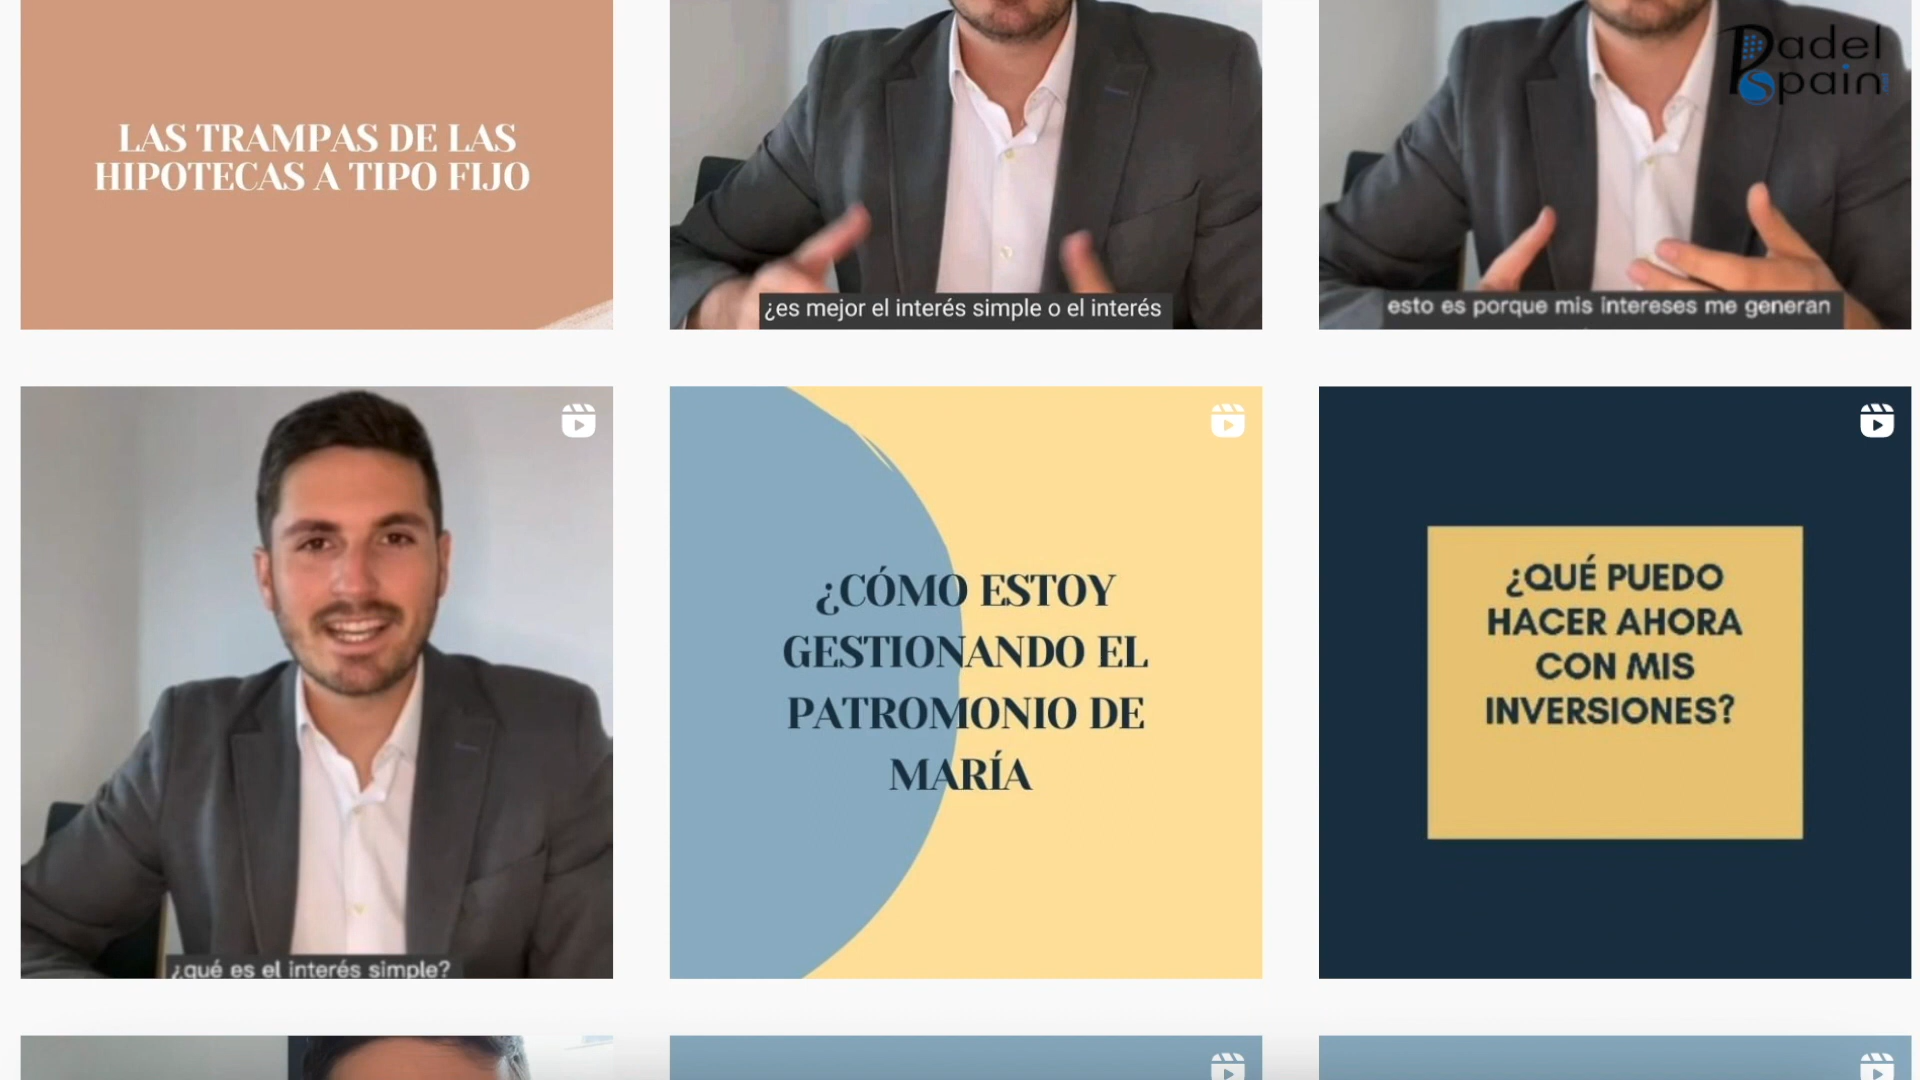 Padel
Spain
LAS TRAMPAS DE LAS
HIPOTECAS A TIPO FIJO
¿es mejor el interés simple o el interés
esto es porque mis intereses me generan
¿qué es el interés simple?
¿CÓMO ESTOY
GESTIONANDO EL
PATROMONIO DE
MARÍA
¿QUÉ PUEDO
HACER AHORA
CON MIS
INVERSIONES?